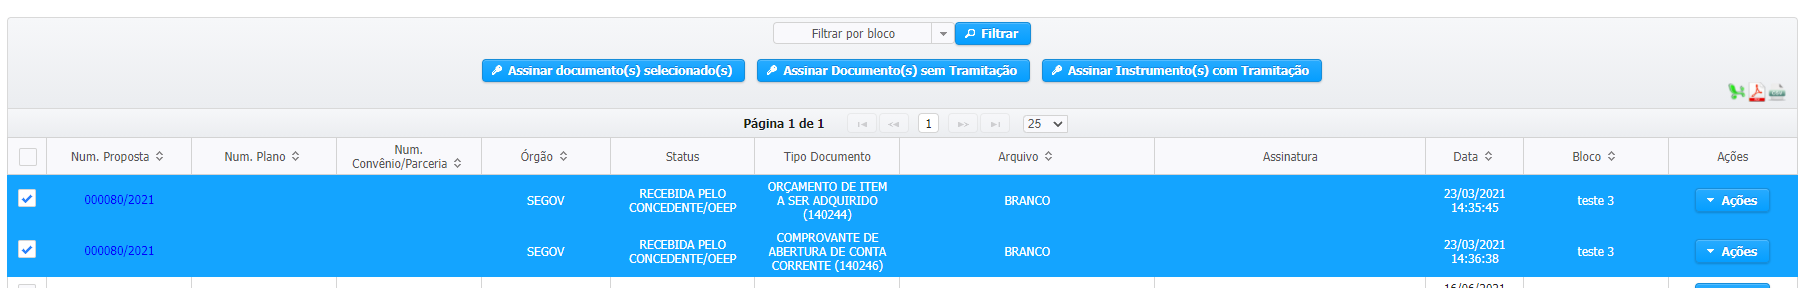 Filtrar por bloco
Filtrar
Assinar documento(s) selecionado(s)
Assinar Documento(s) sem Tramitação
Assinar Instrumento(s) com Tramitação
Página 1 de 1
1
25
Num. Proposta
Num. Plano
Num.
Convênio/Parceria
Órgão
Status
Tipo Documento
Arquivo
Assinatura
Data
Bloco
Ações
000080/2021
SEGOV
RECEBIDA PELO
CONCEDENTE/OEEP
ORÇAMENTO DE ITEM
A SER ADQUIRIDO
(140244)
BRANCO
23/03/2021
14:35:45
teste 3
Ações
000080/2021
SEGOV
RECEBIDA PELO
CONCEDENTE/OEEP
COMPROVANTE DE
ABERTURA DE CONTA
CORRENTE (140246)
BRANCO
23/03/2021
14:36:38
teste 3
Ações
16/06/2021